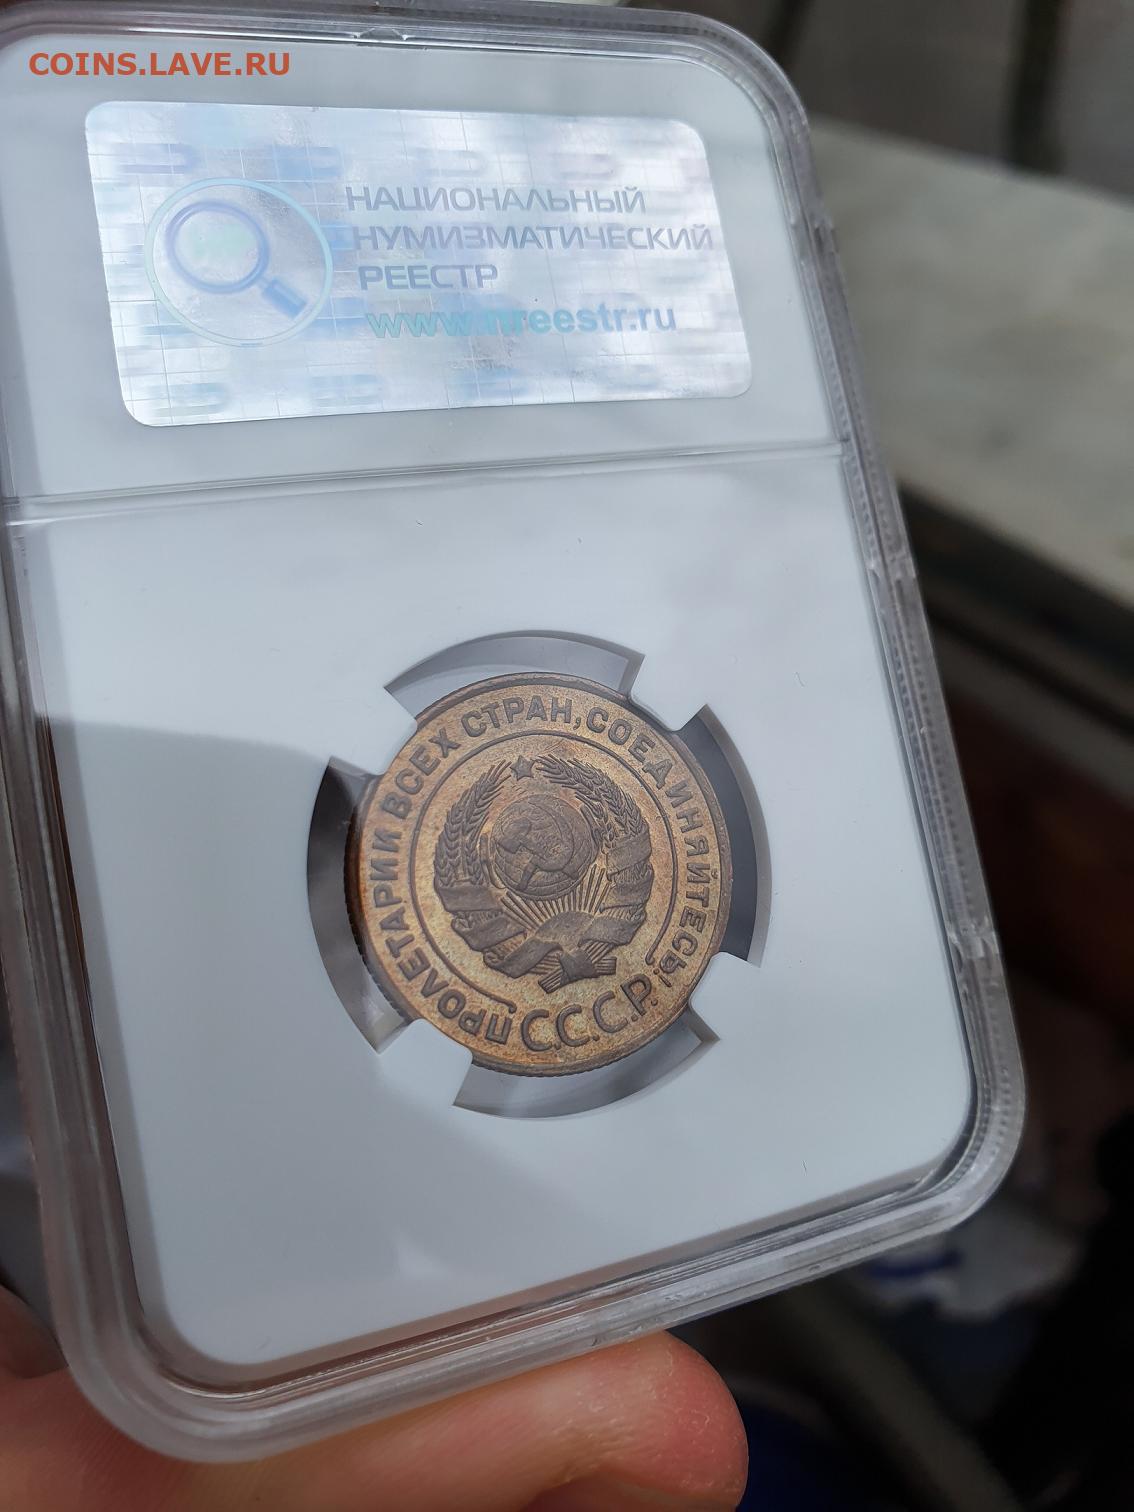 COINS.LAVE.RU
НАЦИОНАЛЬНЫЙ
НУМИЗМАТИЧЕСКИЙ
РЕЕСТР
www.nreestr.ru
ПРОЛЕТАРИИ ВСЕХ СТРАН, СОЕДИНЯЙТЕСЬ!
С.С.С.Р.